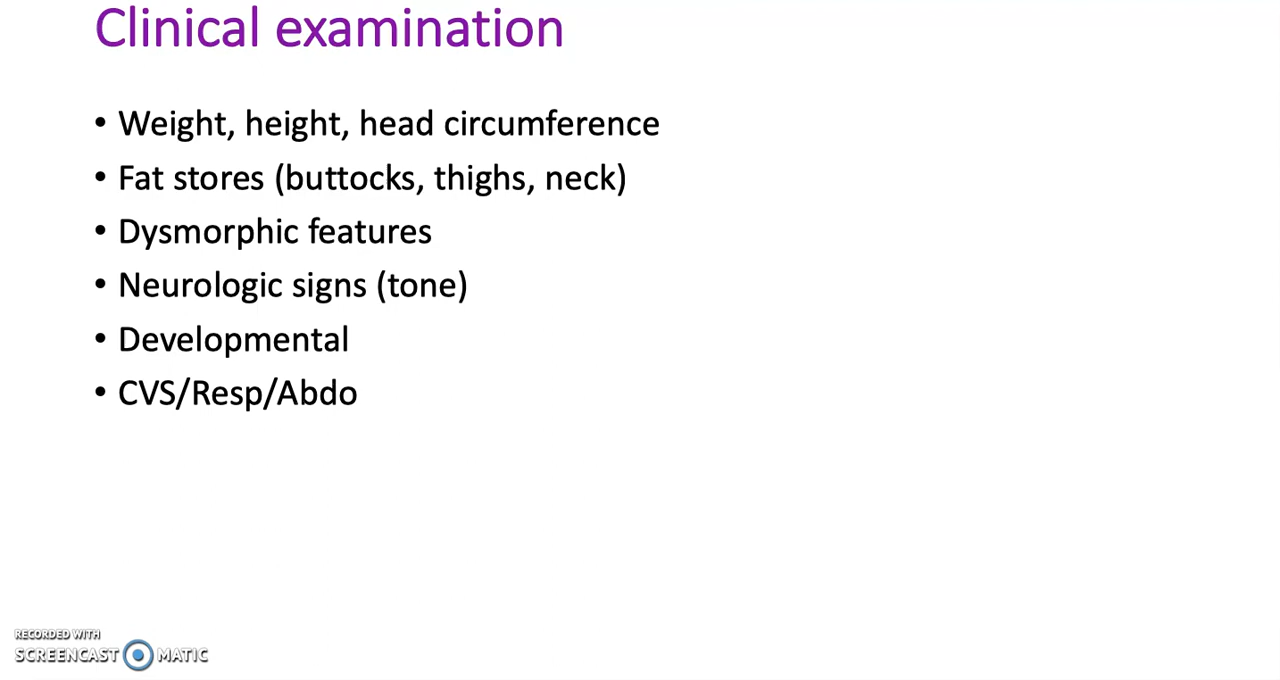 Clinical examination
• Weight, height, head circumference
• Fat stores (buttocks, thighs, neck)
• Dysmorphic features
• Neurologic signs (tone)
• Developmental
• CVS/Resp/Abdo
RECORDED WITH
SCREENCAST MATIC